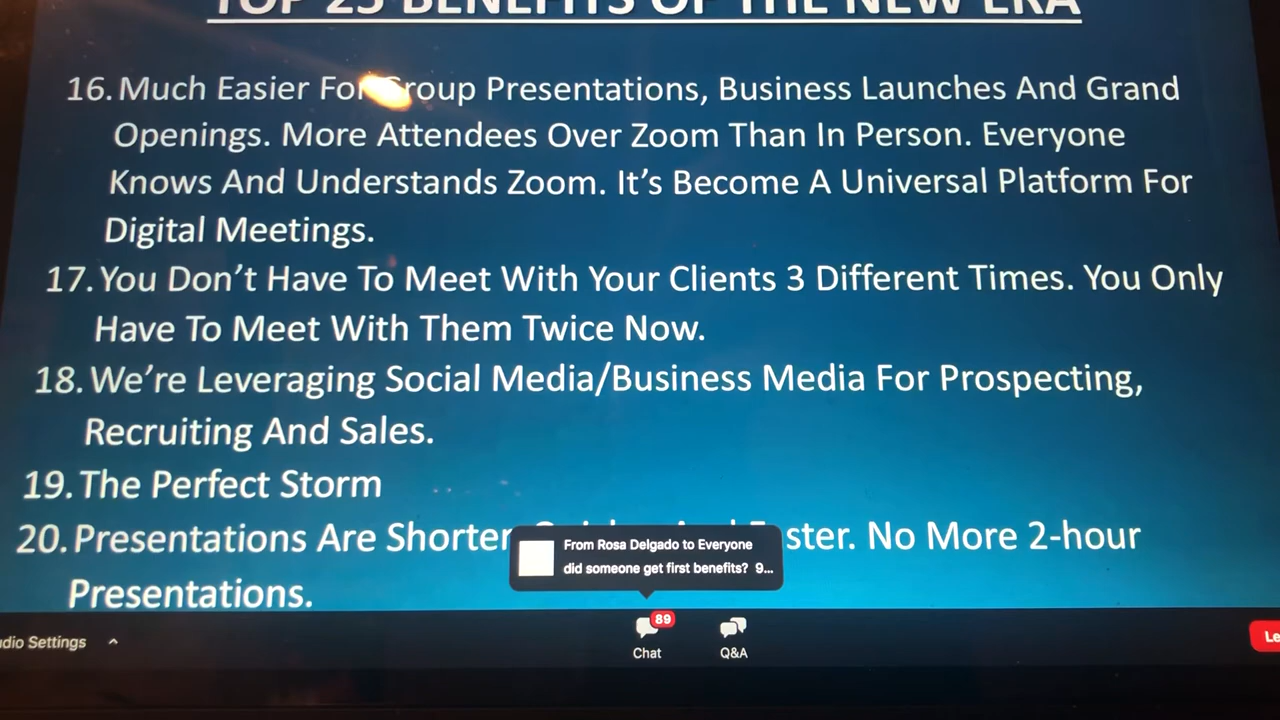 TOP 25 BENEFITS OF THE NEW ERA
16. Much Easier For Group Presentations, Business Launches And Grand
Openings. More Attendees Over Zoom Than In Person. Everyone
Knows And Understands Zoom. It's Become A Universal Platform For
Digital Meetings.
17. You Don't Have To Meet With Your Clients 3 Different Times. You Only
Have To Meet With Them Twice Now.
18. We're Leveraging Social Media/Business Media For Prospecting,
Recruiting And Sales.
19. The Perfect Storm
20. Presentations Are Shorter ster. No More 2-hour
Presentations.
From Rosa Delgado to Everyone
did someone get first benefits? 9...
89
dio Settings
Chat
Q&A
Le